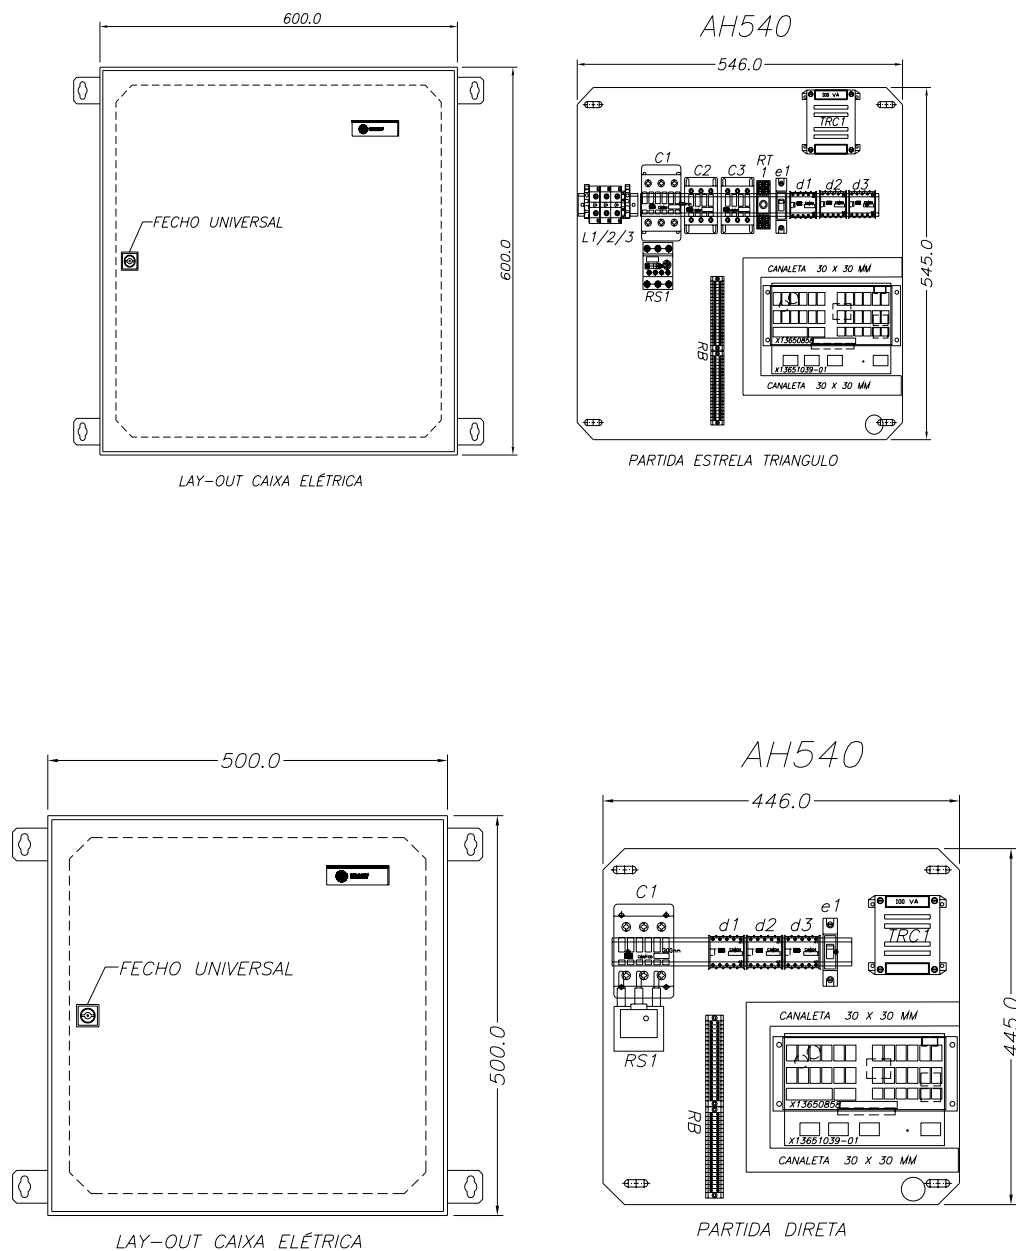 600.0
AH540
546.0
100 VA
TRC1
C1
C2
C3
RT
1
e1
d1
d2
d3
FECHO UNIVERSAL
L1/2/3
600.0
545.0
CANALETA 30 X 30 MM
RS1
RB
X13650858
X13651039-01
CANALETA 30 X 30 MM
PARTIDA ESTRELA TRIANGULO
LAY-OUT CAIXA ELÉTRICA
500.0
AH540
446.0
C1
e1
100 VA
d1
d2
d3
TRC1
FECHO UNIVERSAL
500.0
445.0
CANALETA 30 X 30 MM
RS1
RB
X13650858
X13651039-01
CANALETA 30 X 30 MM
PARTIDA DIRETA
LAY-OUT CAIXA ELÉTRICA